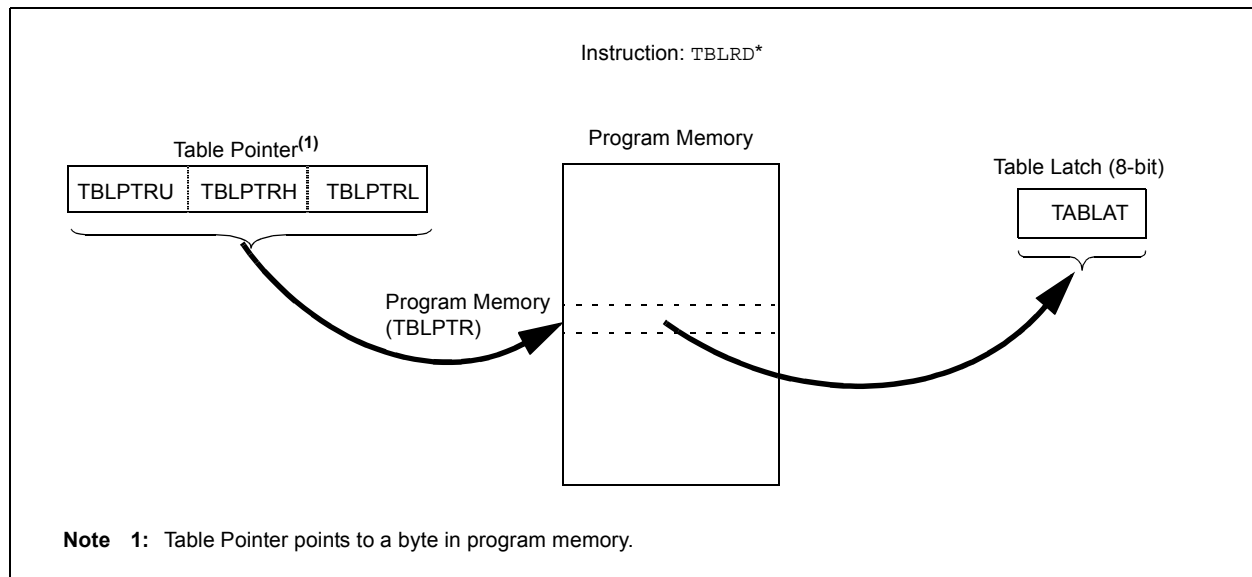 Instruction: TBLRD*
Table Pointer(1)
TBLPTRU TBLPTRH TBLPTRL
Program Memory
(TBLPTR)
Program Memory
Table Latch (8-bit)
TABLAT
Note 1: Table Pointer points to a byte in program memory.